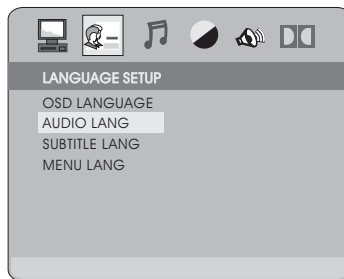 LANGUAGE SETUP
OSD LANGUAGE
AUDIO LANG
SUBTITLE LANG
MENU LANG